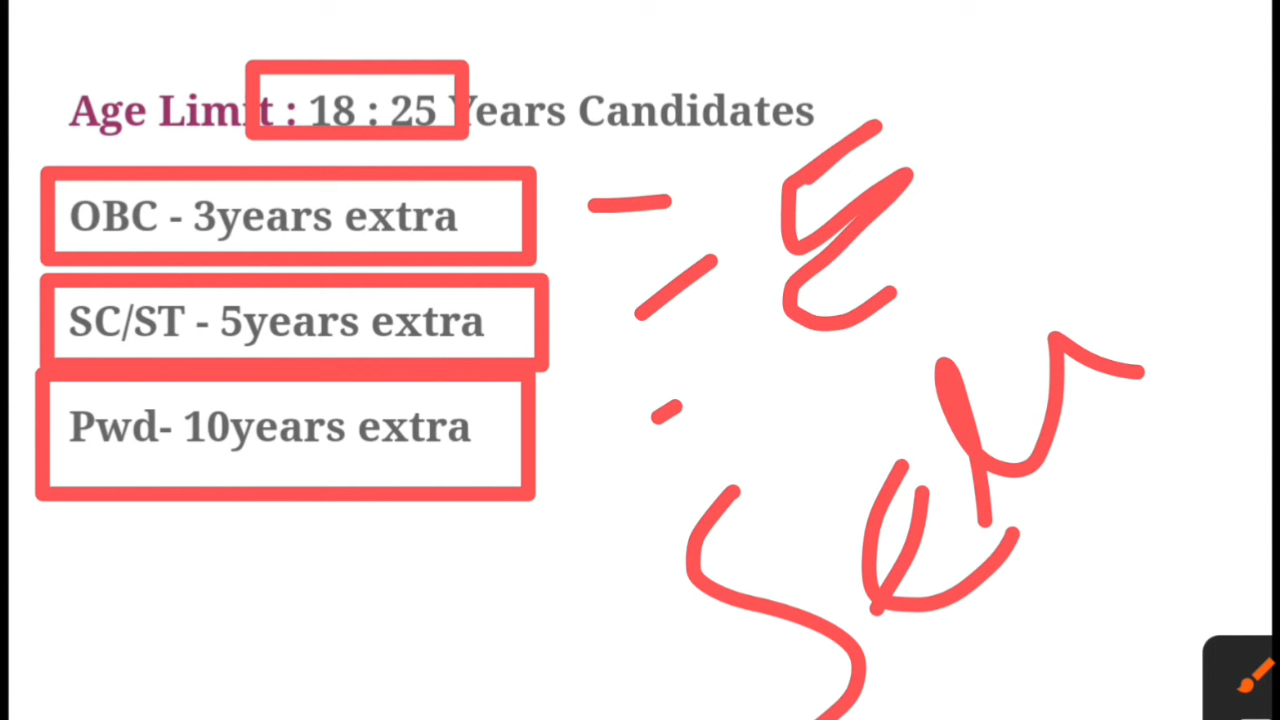 Age Limit : 18 : 25 Years Candidates
OBC - 3years extra
SC/ST - 5years extra
Pwd- 10years extra